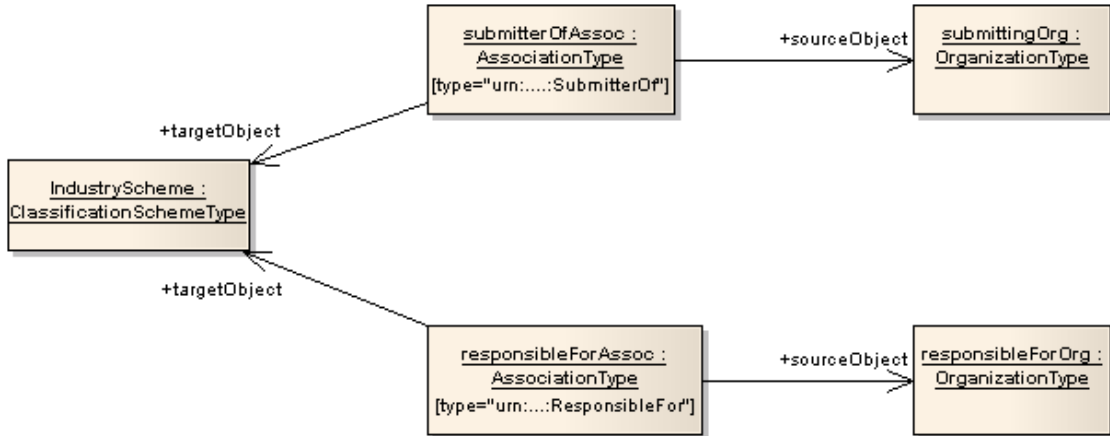 submitterOfAssoc :
AssociationType
[type="urn:....:SubmitterOf"]
+sourceObject
submittingOrg :
OrganizationType
+targetObject
IndustryScheme :
ClassificationSchemeType
+targetObject
responsibleForAssoc :
AssociationType
[type="urn:...:ResponsibleFor"]
+sourceObject
responsibleForOrg :
OrganizationType